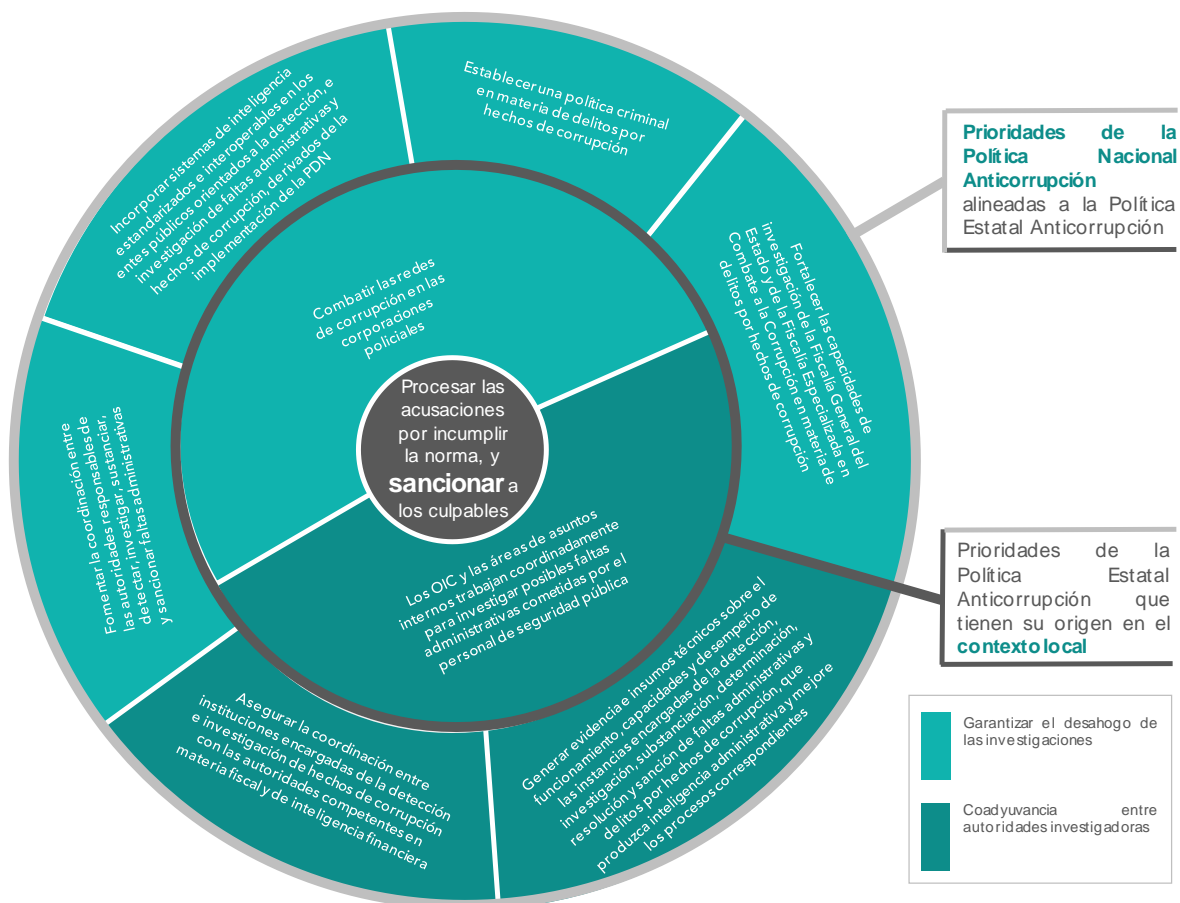 Incorporar sistemas de inteligencia
estandarizados e interoperables en los
entes públicos orientados a la detección, e
investigación de faltas administrativas y
hechos de corrupción, derivados de la
implementación de la PDN
Establecer una política criminal
en materia de delitos por
hechos de corrupción
Fortalecer las capacidades de
investigación de la Fiscalía General del
Estado y de la Fiscalía Especializada en
Combate a la Corrupción en materia de
delitos por hechos de corrupción
Combatir las redes
de corrupción en las
corporaciones
policiales
Procesar las
acusaciones
por incumplir
la norma, y
sancionar a
los culpables
Los OIC y las áreas de asuntos
internos trabajan coordinadamente
para investigar posibles faltas
administrativas cometidas por el
personal de seguridad pública
Fomentar la coordinación entre
las autoridades responsables de
detectar, investigar, sustanciar,
y sancionar faltas administrativas
Asegurar la coordinación entre
instituciones encargadas de la detección
e investigación de hechos de corrupción
con las autoridades competentes en
materia fiscal y de inteligencia financiera
Generar evidencia e insumos técnicos sobre el
funcionamiento, capacidades y desempeño de
las instancias encargadas de la detección,
investigación, substanciación, determinación,
resolución y sanción de faltas administrativas y
delitos por hechos de corrupción, que
produzca inteligencia administrativa y mejore
los procesos correspondientes
Prioridades de la
Política Nacional
Anticorrupción
alineadas a la Política
Estatal Anticorrupción
Prioridades de la
Política Estatal
Anticorrupción que
tienen su origen en el
contexto local
Garantizar el desahogo de
las investigaciones
Coadyuvancia entre
autoridades investigadoras